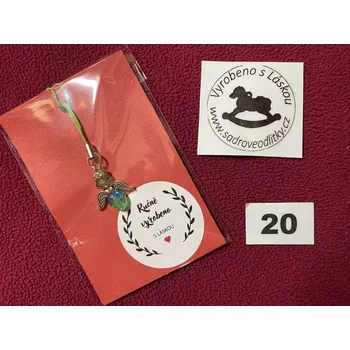 Vyrobeno s Láskou
www.sadroveodlitky.cz
Ručně
vyrobeno
S LÁSKOU
20